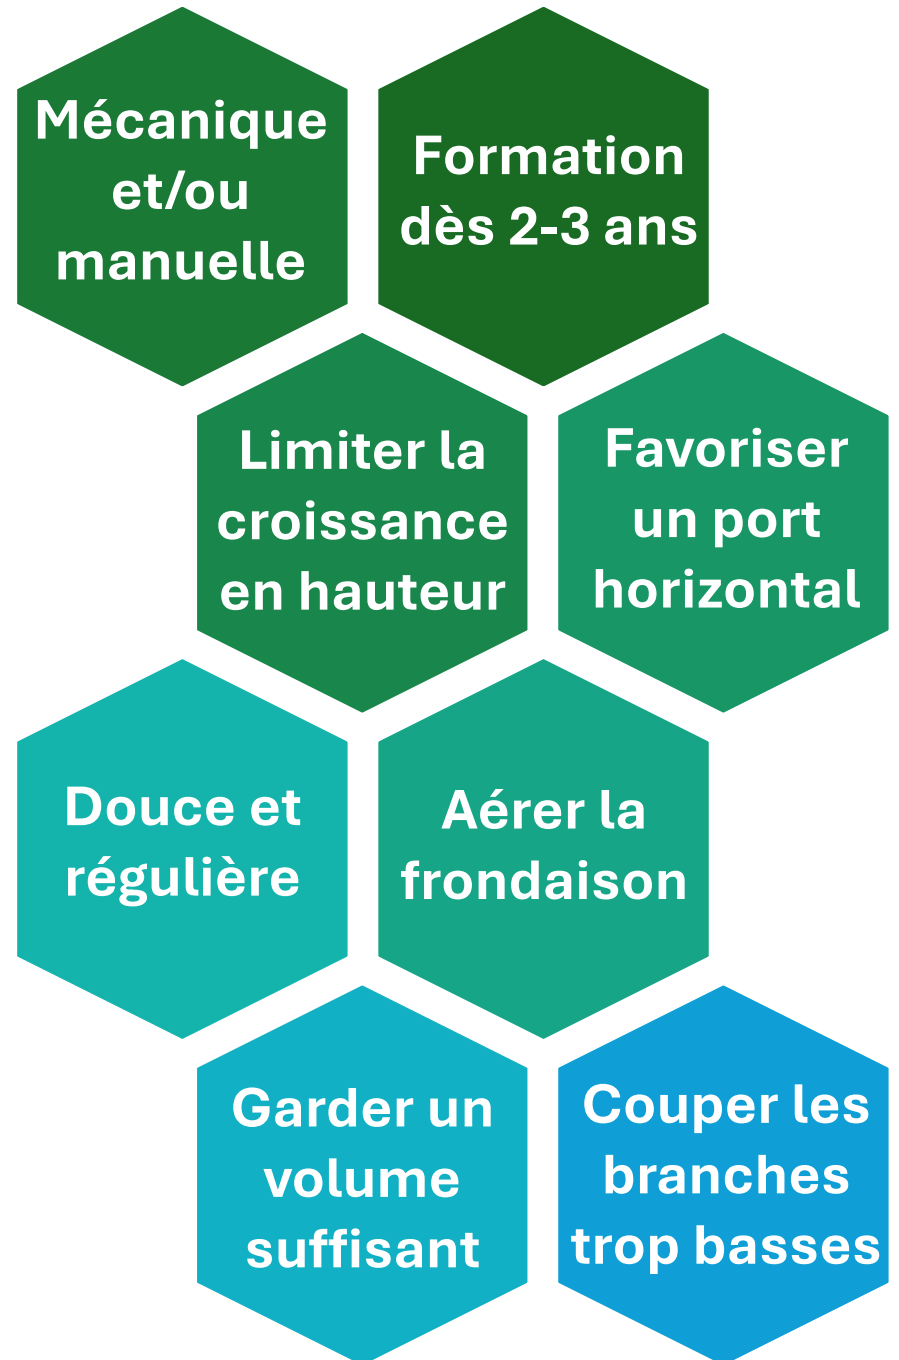 Mécanique
et/ou
manuelle
Formation
dès 2-3 ans
Limiter la
croissance
en hauteur
Favoriser
un port
horizontal
Douce et
régulière
Aérer la
frondaison
Garder un
volume
suffisant
Couper les
branches
trop basses